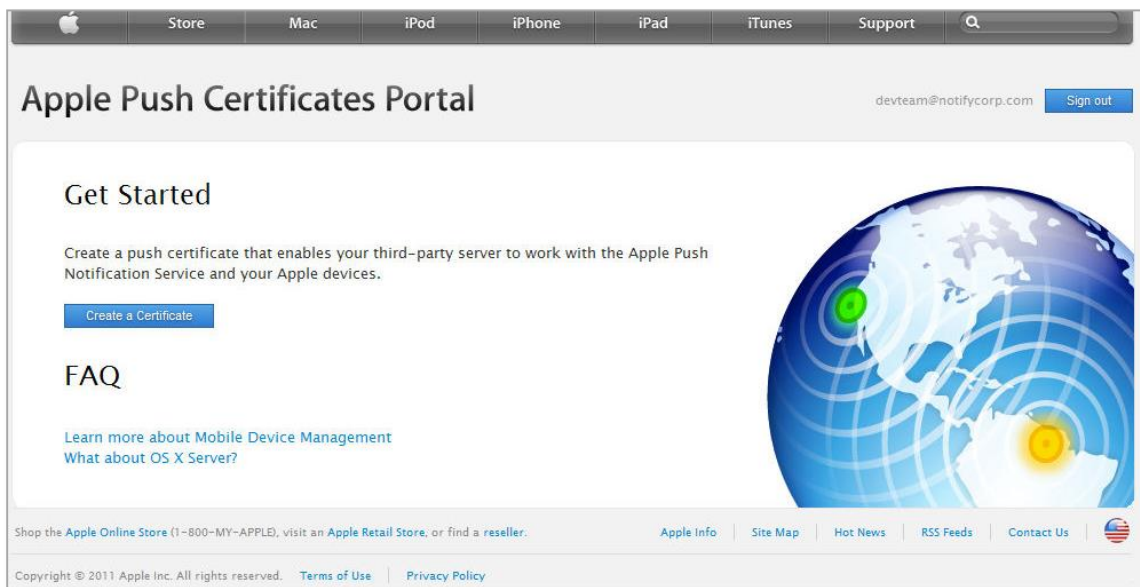 Store Mac iPod iPhone iPad iTunes Support
Apple Push Certificates Portal
devteam@notifycorp.com Sign out
Get Started
Create a push certificate that enables your third-party server to work with the Apple Push
Notification Service and your Apple devices.
Create a Certificate
FAQ
Learn more about Mobile Device Management
What about OS X Server?
Shop the Apple Online Store (1-800-MY-APPLE), visit an Apple Retail Store, or find a reseller. Apple Info Site Map Hot News RSS Feeds Contact Us
Copyright © 2011 Apple Inc. All rights reserved. Terms of Use Privacy Policy